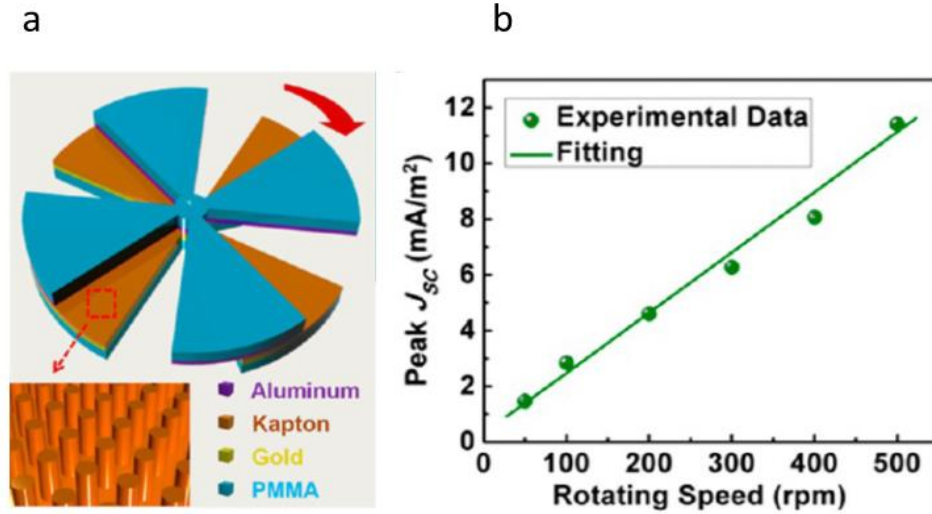 a
b
Aluminum
Kapton
Gold
PMMA
Peak J_SC (mA/m²)
12
10
8
6
4
2
0
Experimental Data
Fitting
0 100 200 300 400 500
Rotating Speed (rpm)